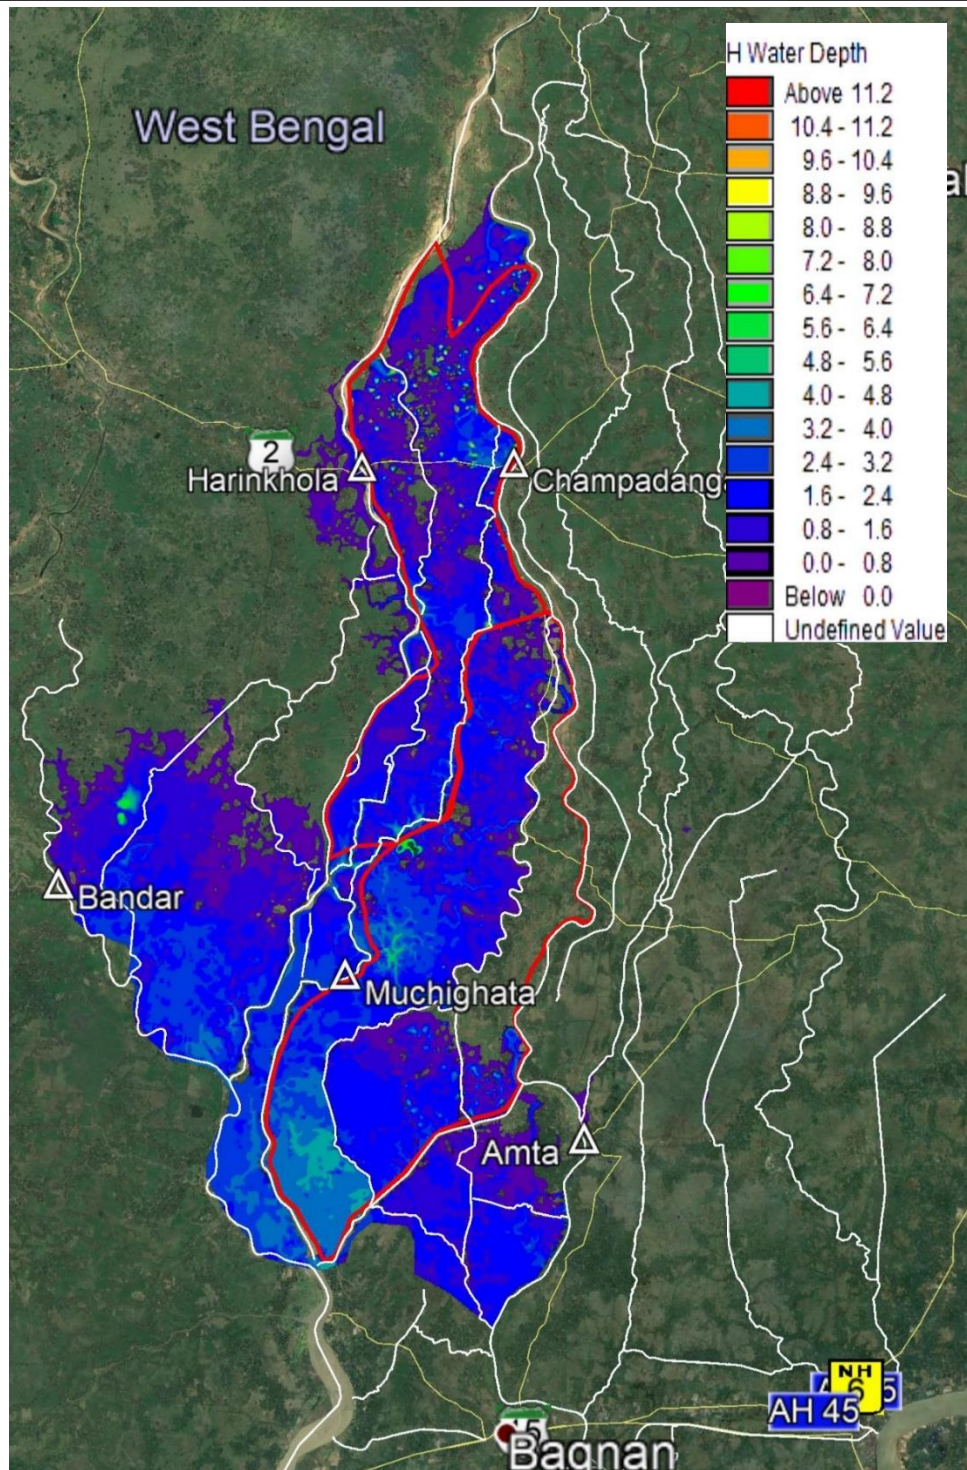 H Water Depth
Above 11.2
10.4 - 11.2
9.6 - 10.4
8.8 - 9.6
8.0 - 8.8
7.2 - 8.0
6.4 - 7.2
5.6 - 6.4
4.8 - 5.6
4.0 - 4.8
3.2 - 4.0
2.4 - 3.2
1.6 - 2.4
0.8 - 1.6
0.0 - 0.8
Below 0.0
Undefined Value
West Bengal
2
Harinkhola
Champadanga
Bandar
Muchighata
Amta
NH
6
AH 45
Bagnan